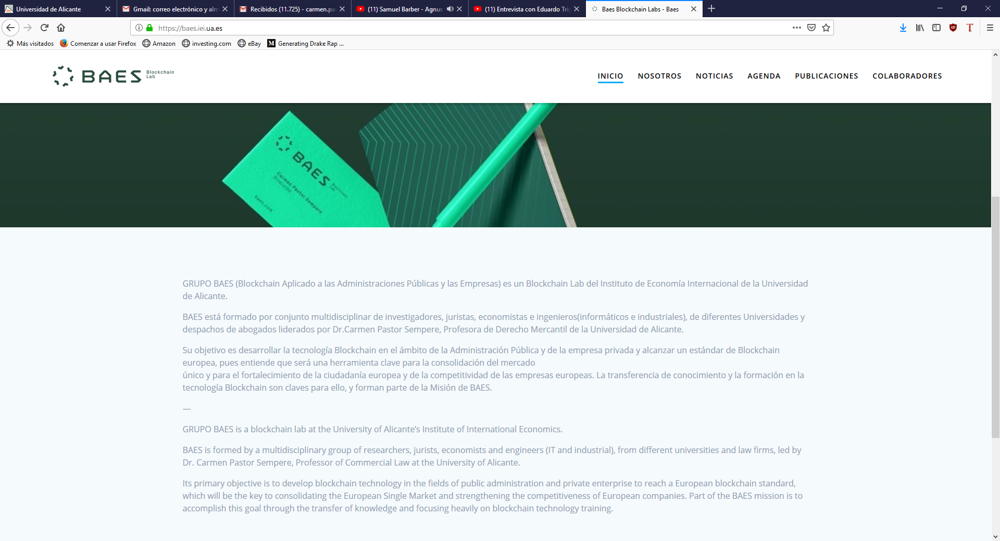 Universidad de Alicante
Gmail: correo electrónico y alm
Recibidos (11.725) - carmen.pa
(11) Samuel Barber - Agnus
(11) Entrevista con Eduardo Trig
Baes Blockchain Labs - Baes
https://baes.iei.ua.es
Más visitados
Comenzar a usar Firefox
Amazon
investing.com
eBay
M
Generating Drake Rap ...
BAES Blockchain
Lab
INICIO
NOSOTROS
NOTICIAS
AGENDA
PUBLICACIONES
COLABORADORES
BAES Blockchain
Lab
Carmen Pastor Sempere
Dirección
baes.com
GRUPO BAES (Blockchain Aplicado a las Administraciones Públicas y las Empresas) es un Blockchain Lab del Instituto de Economía Internacional de la Universidad
de Alicante.
BAES está formado por conjunto multidisciplinar de investigadores, juristas, economistas e ingenieros(informáticos e industriales), de diferentes Universidades y
despachos de abogados liderados por Dr.Carmen Pastor Sempere, Profesora de Derecho Mercantil de la Universidad de Alicante.
Su objetivo es desarrollar la tecnología Blockchain en el ámbito de la Administración Pública y de la empresa privada y alcanzar un estándar de Blockchain
europea, pues entiende que será una herramienta clave para la consolidación del mercado
único y para el fortalecimiento de la ciudadanía europea y de la competitividad de las empresas europeas. La transferencia de conocimiento y la formación en la
tecnología Blockchain son claves para ello, y forman parte de la Misión de BAES.
—
GRUPO BAES is a blockchain lab at the University of Alicante’s Institute of International Economics.
BAES is formed by a multidisciplinary group of researchers, jurists, economists and engineers (IT and industrial), from different universities and law firms, led by
Dr. Carmen Pastor Sempere, Professor of Commercial Law at the University of Alicante.
Its primary objective is to develop blockchain technology in the fields of public administration and private enterprise to reach a European blockchain standard,
which will be the key to consolidating the European Single Market and strengthening the competitiveness of European companies. Part of the BAES mission is to
accomplish this goal through the transfer of knowledge and focusing heavily on blockchain technology training.